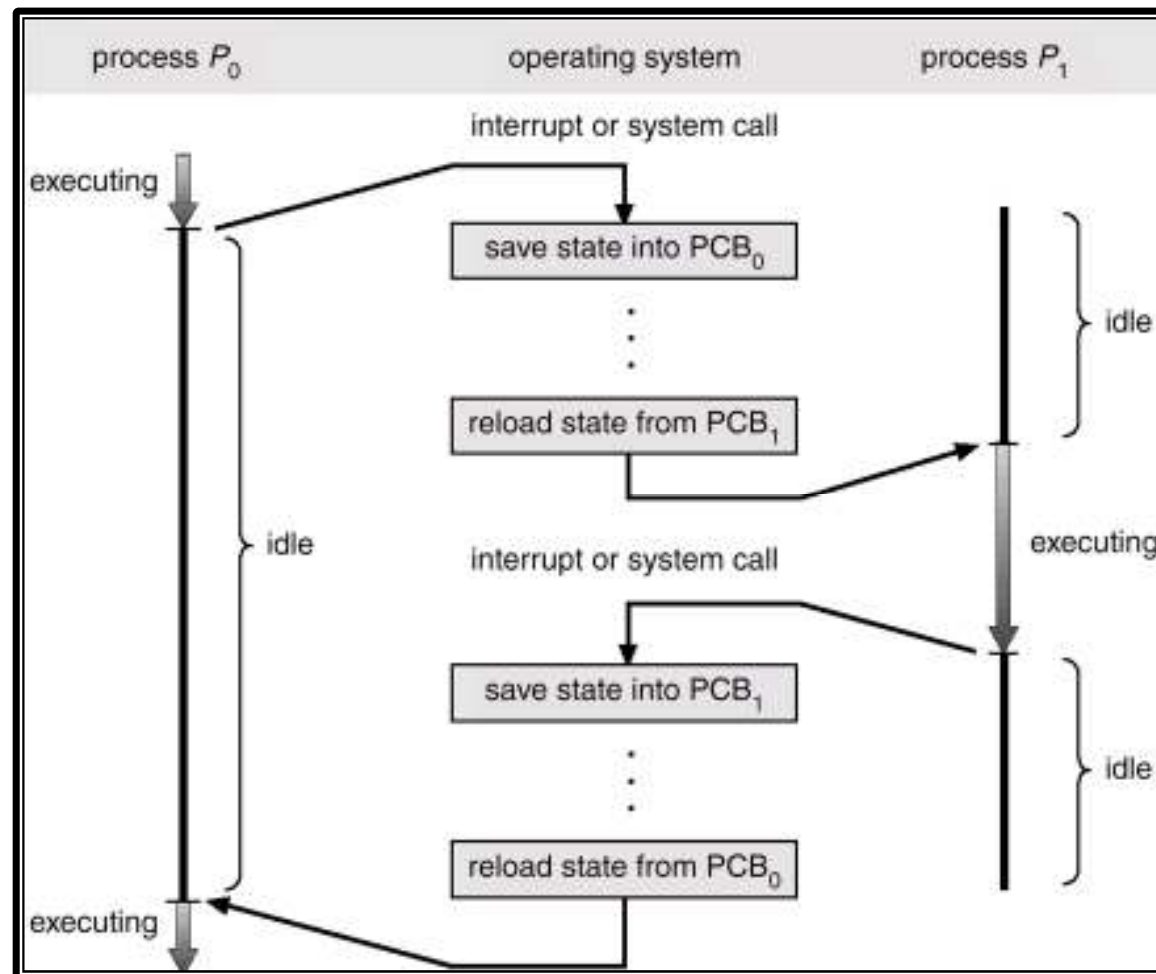 process P₀ operating system process P₁
interrupt or system call
executing
save state into PCB₀
idle
reload state from PCB₁
idle
interrupt or system call
executing
save state into PCB₁
idle
reload state from PCB₀
executing